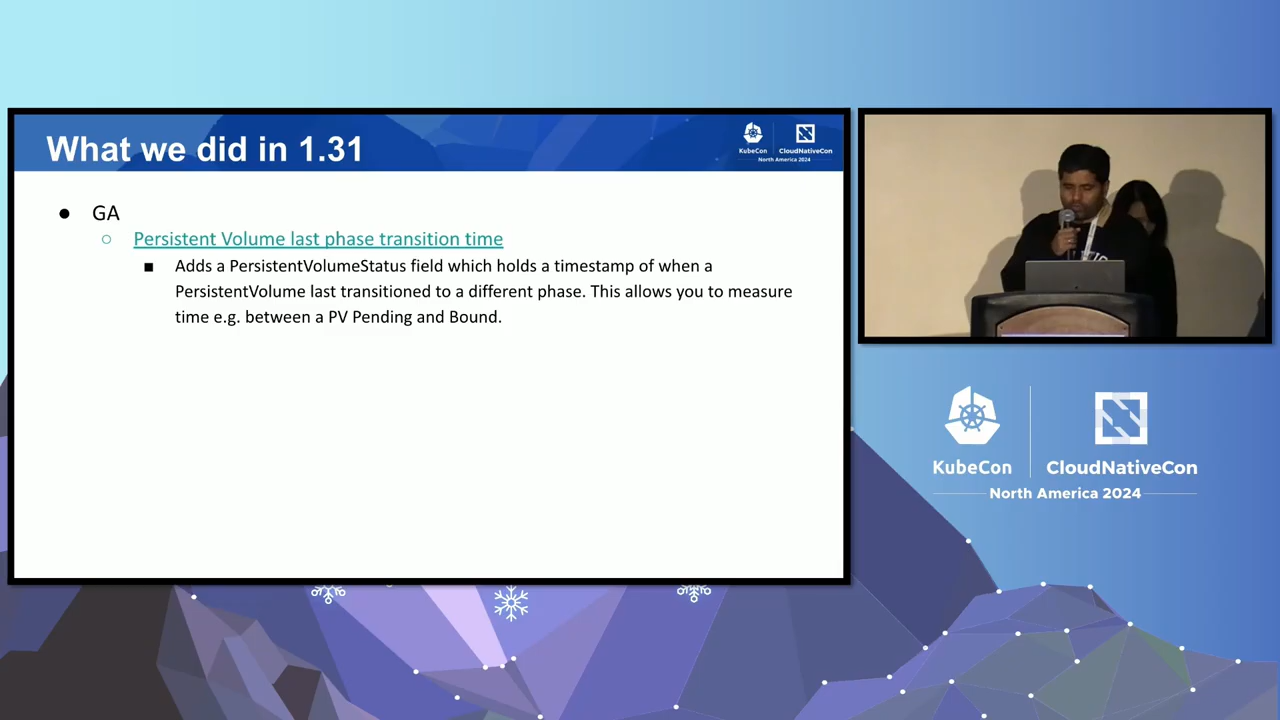 What we did in 1.31
KubeCon
CloudNativeCon
North America 2024
● GA
○ Persistent Volume last phase transition time
■ Adds a PersistentVolumeStatus field which holds a timestamp of when a
PersistentVolume last transitioned to a different phase. This allows you to measure
time e.g. between a PV Pending and Bound.
KubeCon
CloudNativeCon
North America 2024